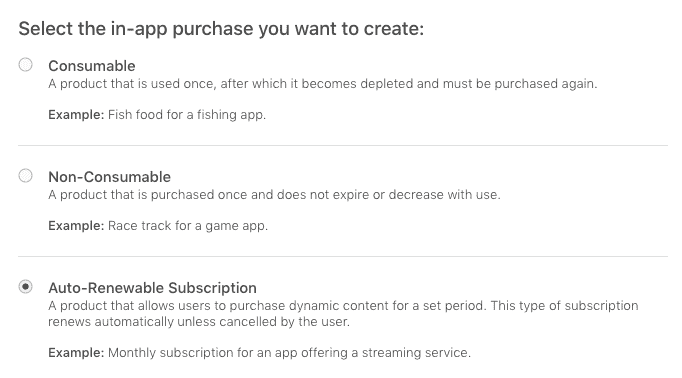 Select the in-app purchase you want to create:
Consumable
A product that is used once, after which it becomes depleted and must be purchased again.
Example: Fish food for a fishing app.
Non-Consumable
A product that is purchased once and does not expire or decrease with use.
Example: Race track for a game app.
Auto-Renewable Subscription
A product that allows users to purchase dynamic content for a set period. This type of subscription
renews automatically unless cancelled by the user.
Example: Monthly subscription for an app offering a streaming service.